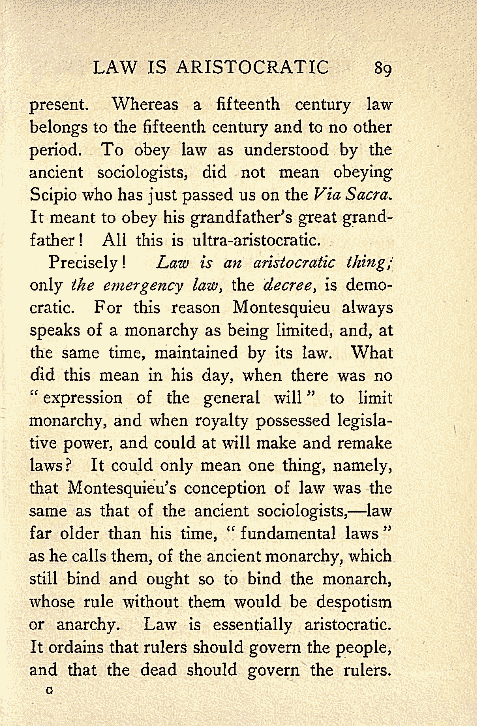 LAW IS ARISTOCRATIC 89
present. Whereas a fifteenth century law
belongs to the fifteenth century and to no other
period. To obey law as understood by the
ancient sociologists, did not mean obeying
Scipio who has just passed us on the Via Sacra.
It meant to obey his grandfather's great grand-
father! All this is ultra-aristocratic.
Precisely! Law is an aristocratic thing;
only the emergency law, the decree, is demo-
cratic. For this reason Montesquieu always
speaks of a monarchy as being limited, and, at
the same time, maintained by its law. What
did this mean in his day, when there was no
“expression of the general will” to limit
monarchy, and when royalty possessed legisla-
tive power, and could at will make and remake
laws? It could only mean one thing, namely,
that Montesquieu's conception of law was the
same as that of the ancient sociologists,—law
far older than his time, “fundamental laws”
as he calls them, of the ancient monarchy, which
still bind and ought so to bind the monarch,
whose rule without them would be despotism
or anarchy. Law is essentially aristocratic.
It ordains that rulers should govern the people,
and that the dead should govern the rulers.
G